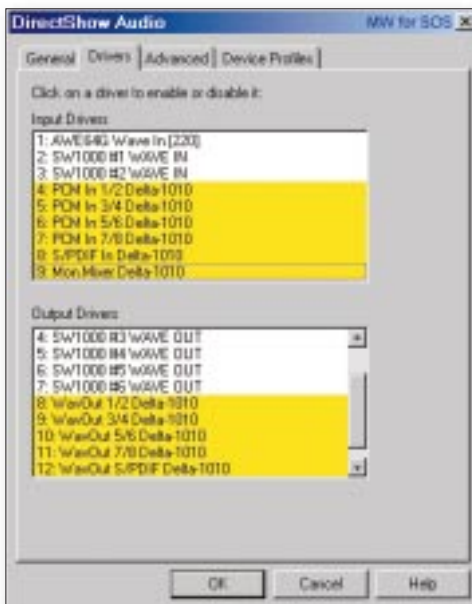 DirectShow Audio
MW for SOS
General Drivers Advanced Device Profiles
Click on a driver to enable or disable it:
Input Drivers
1: AWE64G Wave In [220]
2: SW1000 #1 WAVE IN
3: SW1000 #2 WAVE IN
4: PCM In 1/2 Delta-1010
5: PCM In 3/4 Delta-1010
6: PCM In 5/6 Delta-1010
7: PCM In 7/8 Delta-1010
8: S/PDIF In Delta-1010
9: Mon.Mixer Delta-1010
Output Drivers
4: SW1000 #3 WAVE OUT
5: SW1000 #4 WAVE OUT
6: SW1000 #5 WAVE OUT
7: SW1000 #6 WAVE OUT
8: WavOut 1/2 Delta-1010
9: WavOut 3/4 Delta-1010
10: WavOut 5/6 Delta-1010
11: WavOut 7/8 Delta-1010
12: WavOut S/PDIF Delta-1010
OK Cancel Help